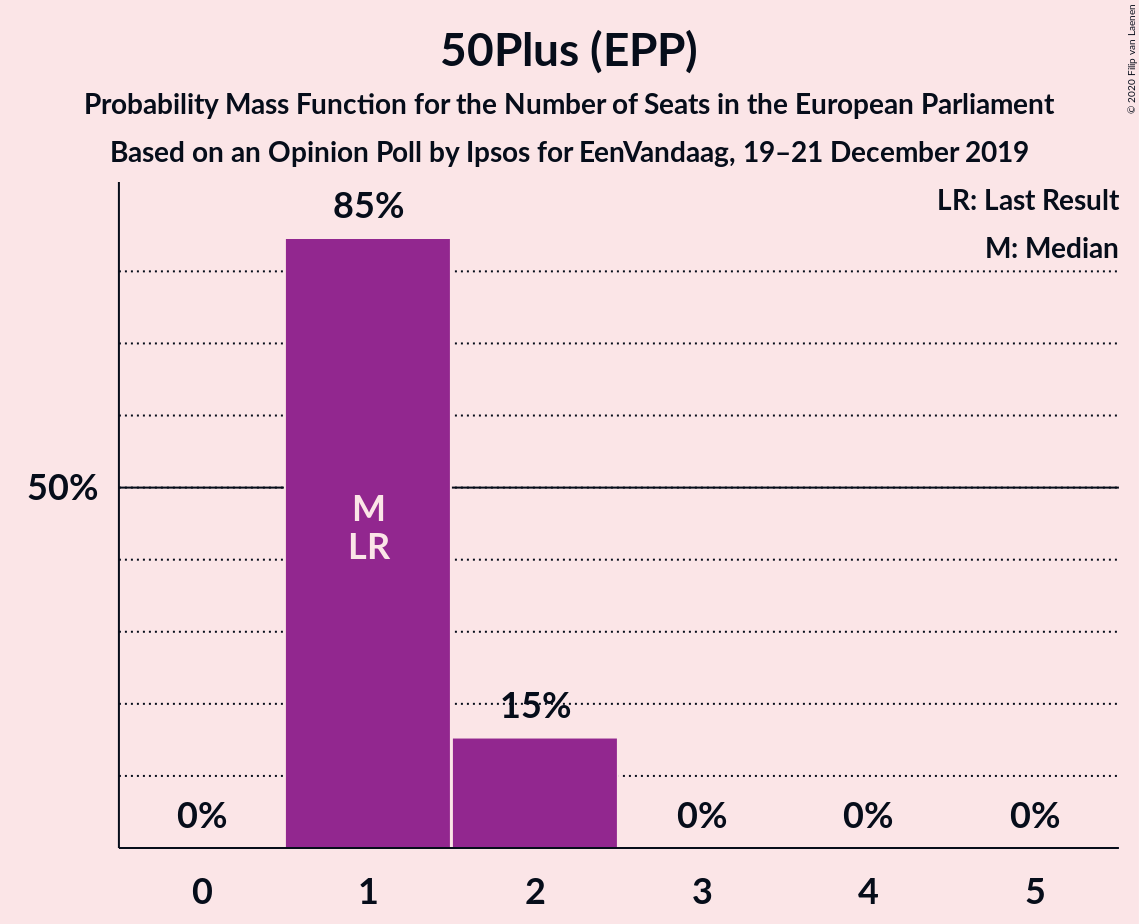 50Plus (EPP)
Probability Mass Function for the Number of Seats in the European Parliament
Based on an Opinion Poll by Ipsos for EenVandaag, 19–21 December 2019
© 2020 Filip van Laenen
LR: Last Result
M: Median
85%
50%
M
LR
15%
0%
0%
0%
0%
0
1
2
3
4
5